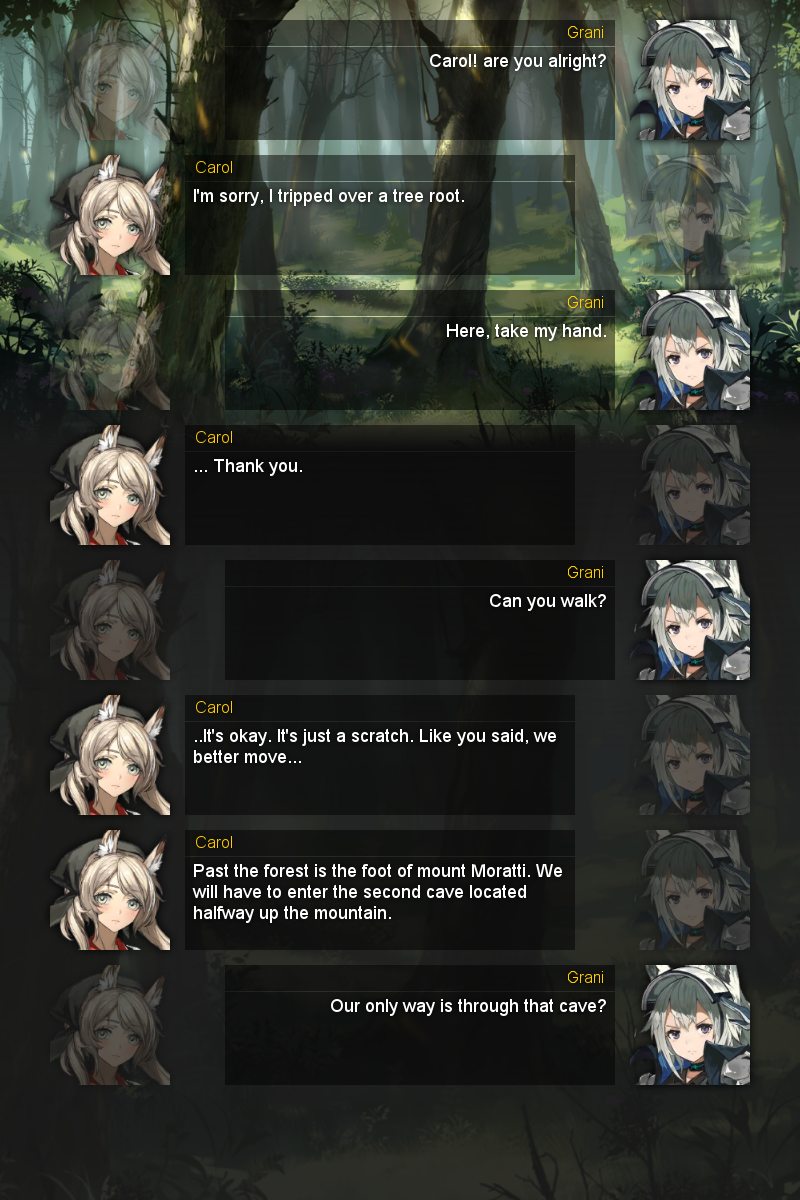 Grani
Carol! are you alright?
Carol
I'm sorry, I tripped over a tree root.
Grani
Here, take my hand.
Carol
... Thank you.
Grani
Can you walk?
Carol
..It's okay. It's just a scratch. Like you said, we
better move...
Carol
Past the forest is the foot of mount Moratti. We
will have to enter the second cave located
halfway up the mountain.
Grani
Our only way is through that cave?